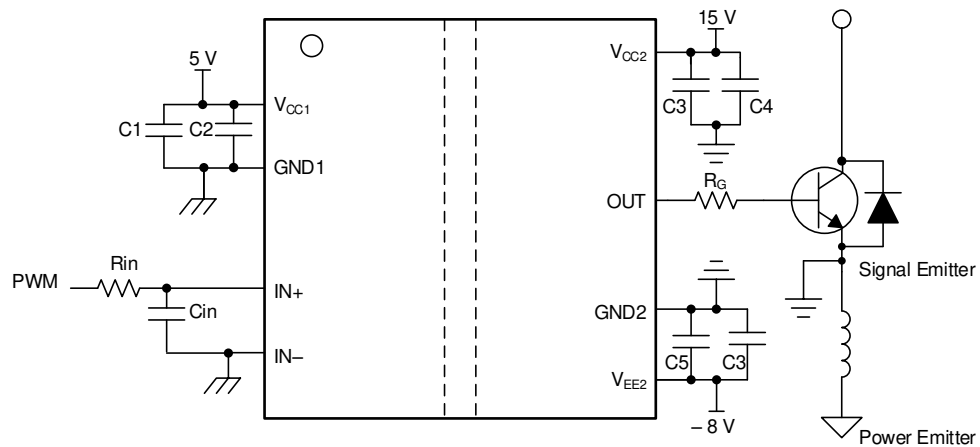 15 V
5 V
VCC2
VCC1
C3
C4
C1
C2
GND1
RG
OUT
Rin
PWM
IN+
Signal Emitter
Cin
GND2
IN–
C5
C3
VEE2
– 8 V
Power Emitter